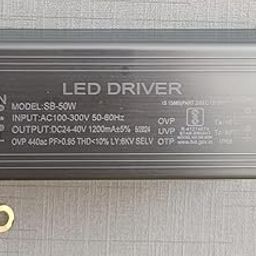 LED DRIVER
MODEL:SB-50W
INPUT:AC100-300V 50-60Hz
OUTPUT:DC24-40V 1200mA±5%
OVP 440ac PF>0.95 THD<10% LY:6KV SELV
OVP
UVP
OTP